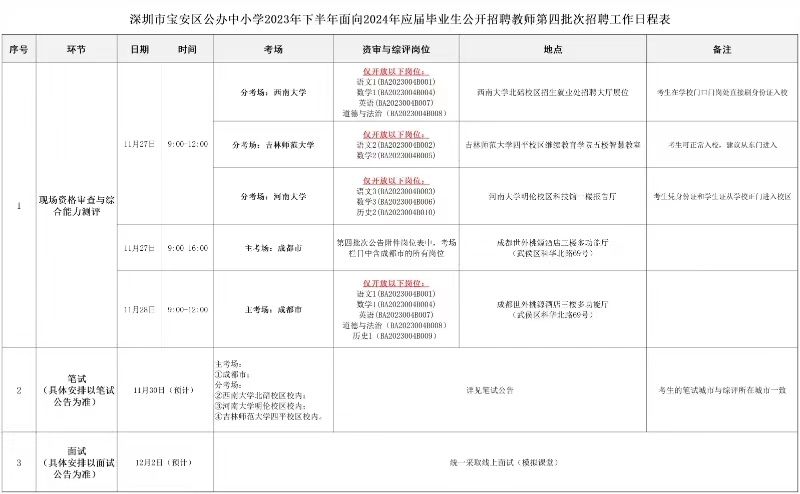 深圳市宝安区公办中小学2023年下半年面向2024年应届毕业生公开招聘教师第四批次招聘工作日程表
序号 环节 日期 时间 考场 资审与综评岗位 地点 备注
1
现场资格审查与综
合能力测评
11月27日 9:00-12:00
分考场：西南大学
仅开放以下岗位：
语文1(BA2023004B001)
数学1(BA2023004B004)
英语(BA2023004B007)
道德与法治（BA2023004B008）
西南大学北碚校区招生就业处招聘大厅展位
考生在学校门口门岗处直接刷身份证入校
分考场：吉林师范大学
仅开放以下岗位：
语文2(BA2023004B002)
数学2(BA2023004B005)
吉林师范大学四平校区继续教育学院五楼智慧教室
考生可正常入校，建议从东门进入
分考场：河南大学
仅开放以下岗位：
语文3(BA2023004B003)
数学3(BA2023004B006)
历史2(BA2023004B010)
河南大学明伦校区科技馆一楼报告厅
考生凭身份证和学生证从学校正门进入校区
11月27日 9:00-16:00 主考场：成都市
第四批次公告附件岗位表中，考场
栏目中含成都市的所有岗位
成都世外桃源酒店三楼多功能厅
（武侯区科华北路69号）
11月28日 9:00-12:00 主考场：成都市
仅开放以下岗位：
语文1(BA2023004B001)
数学1(BA2023004B004)
英语(BA2023004B007)
道德与法治（BA2023004B008）
历史1（BA2023004B009）
成都世外桃源酒店三楼多功能厅
（武侯区科华北路69号）
2
笔试
（具体安排以笔试
公告为准）
11月30日（预计）
主考场：
①成都市；
分考场：
②西南大学北碚校区校内；
③河南大学明伦校区校内；
④吉林师范大学四平校区校内。
详见笔试公告
考生的笔试城市与综评所在城市一致
3
面试
（具体安排以面试
公告为准）
12月2日（预计）
统一采取线上面试（模拟课堂）